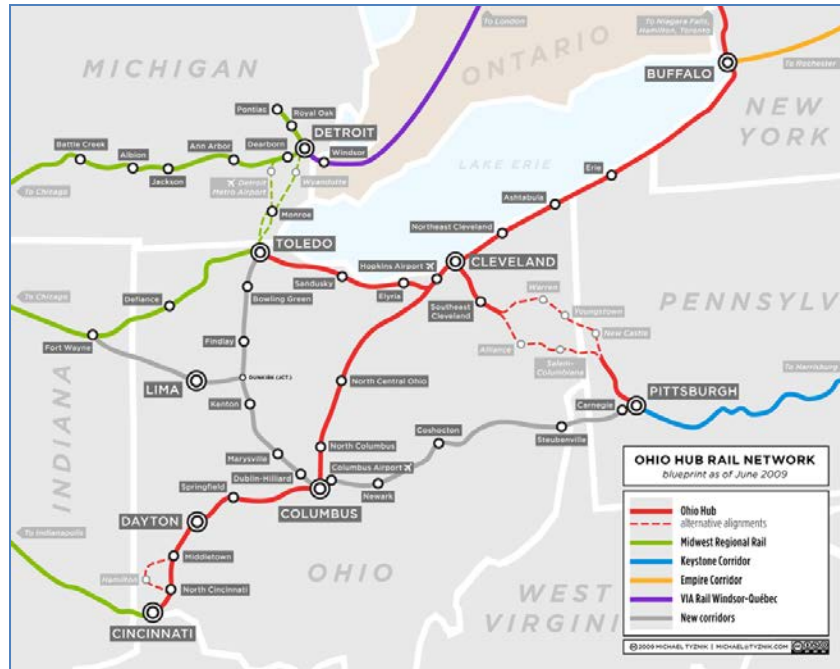 To London
To Niagara Falls,
Hamilton, Toronto
MICHIGAN
ONTARIO
BUFFALO
To Rochester
NEW
YORK
Pontiac
Royal Oak
DETROIT
Battle Creek
Albion
Jackson
Ann Arbor
Dearborn
Windsor
LAKE ERIE
Erie
To Chicago
Detroit
Metro Airport
Wyandotte
Monroe
Ashtabula
Northeast Cleveland
TOLEDO
Hopkins Airport
CLEVELAND
To Chicago
Defiance
Bowling Green
Sandusky
Elyria
Southeast
Cleveland
Warren
Youngstown
New Castle
PENNSYLV
Fort Wayne
Findlay
Alliance
Salem-
Columbiana
To Harrisburg
LIMA
DUNKIRK (JCT.)
North Central Ohio
PITTSBURGH
Carnegie
INDIANA
Kenton
Coshocton
Steubenville
Marysville
North Columbus
Dublin-Hilliard
Columbus Airport
Newark
Springfield
COLUMBUS
To Indianapolis
DAYTON
Middletown
Hamilton
North Cincinnati
OHIO
WEST
VIRGINI
CINCINNATI
OHIO HUB RAIL NETWORK
blueprint as of June 2009
Ohio Hub
alternative alignments
Midwest Regional Rail
Keystone Corridor
Empire Corridor
VIA Rail Windsor-Québec
New corridors
©2009 MICHAEL TYZNIK | MICHAEL@TYZNIK.COM